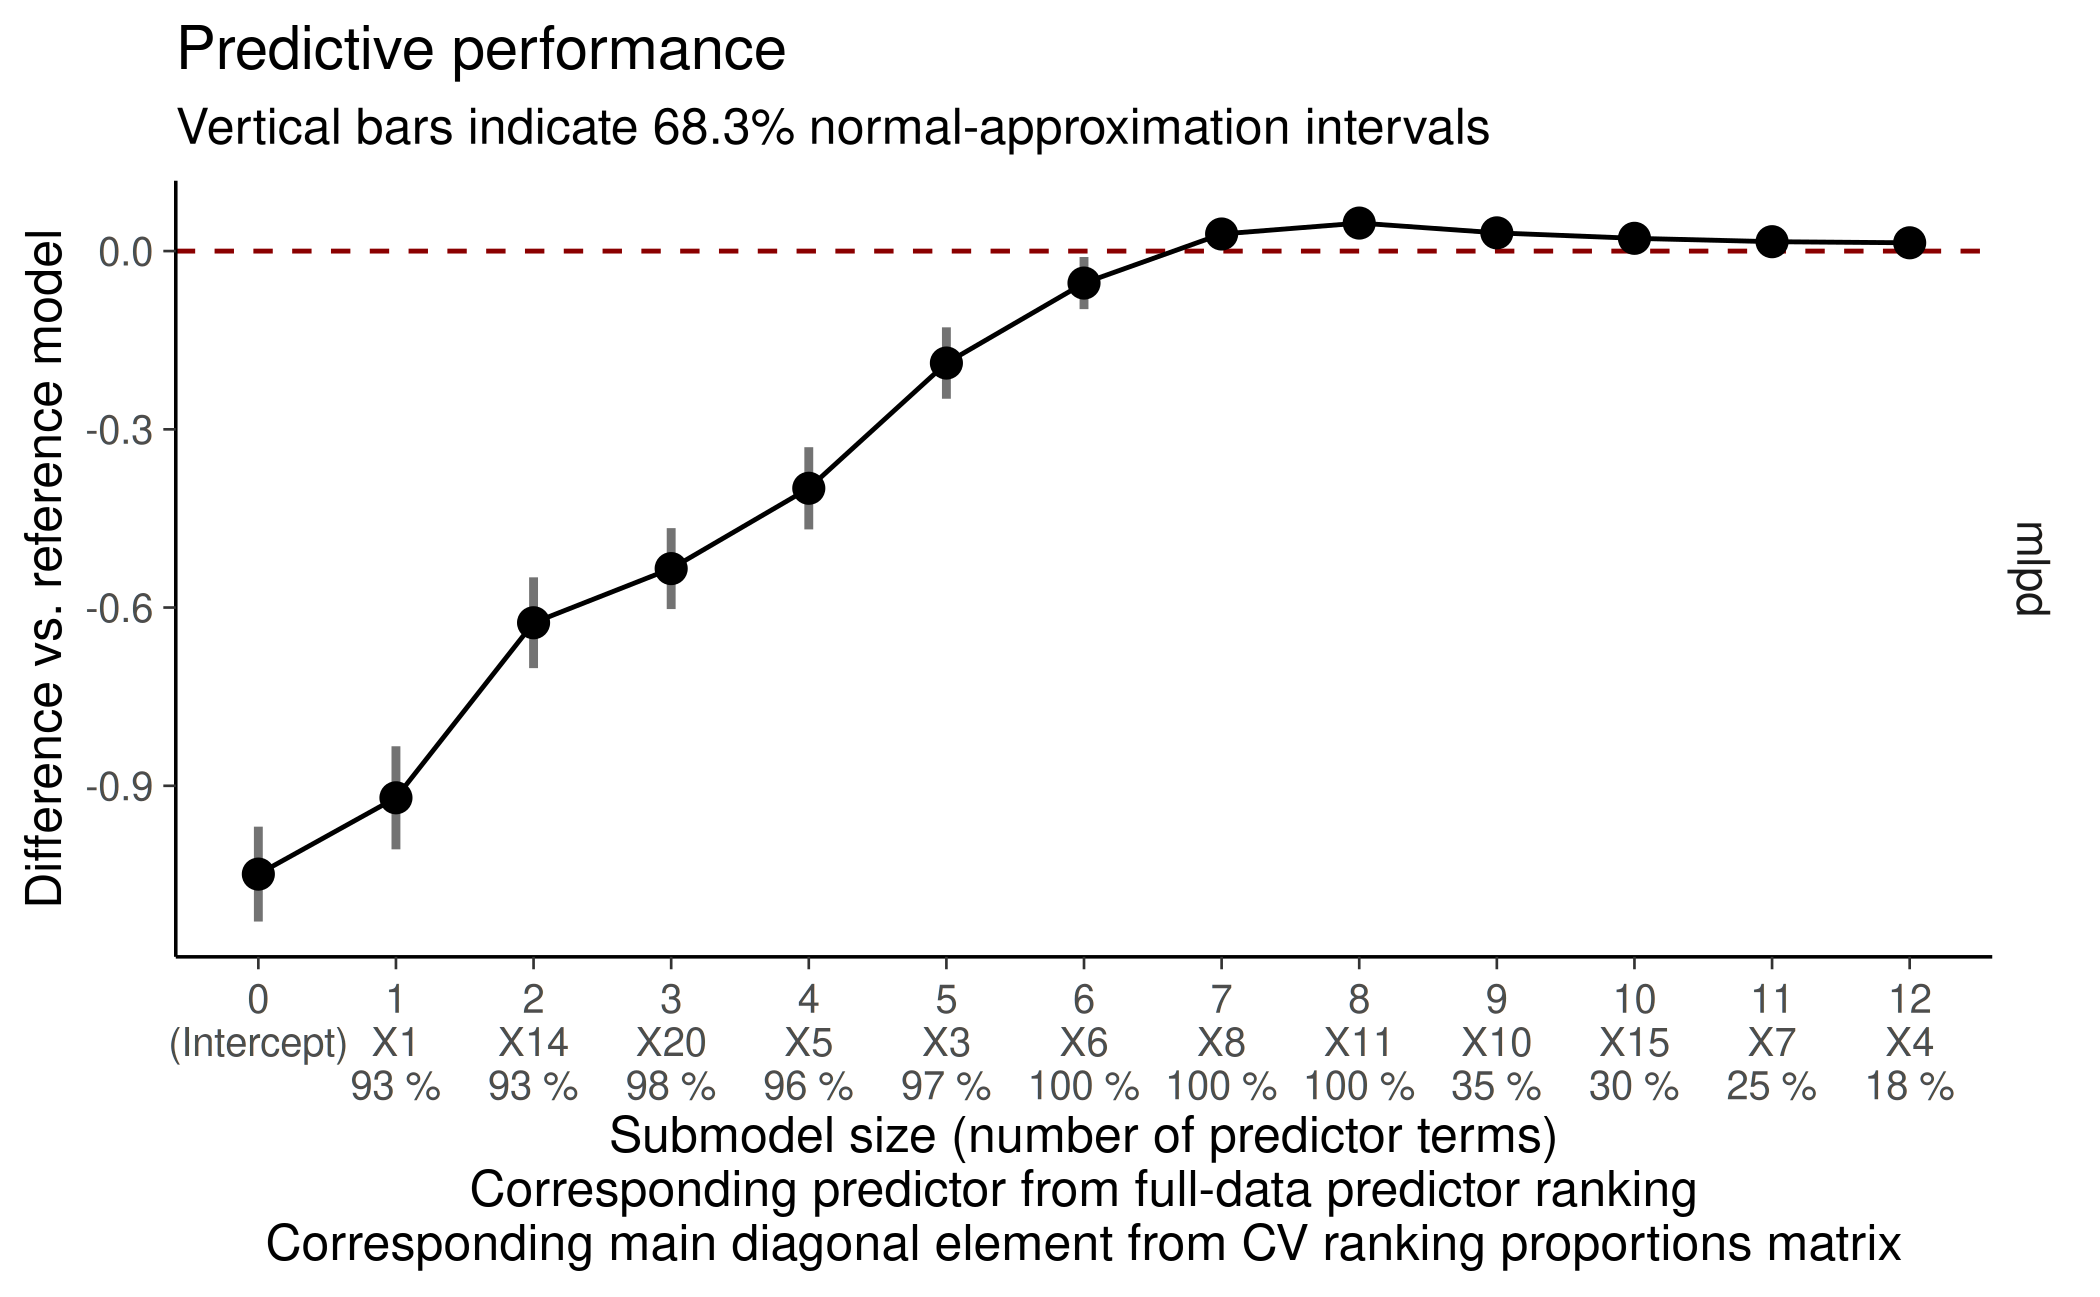 Predictive performance
Vertical bars indicate 68.3% normal-approximation intervals
Difference vs. reference model
0.0
-0.3
-0.6
-0.9
mlpd
0 1 2 3 4 5 6 7 8 9 10 11 12
(Intercept) X1 X14 X20 X5 X3 X6 X8 X11 X10 X15 X7 X4
93 % 93 % 98 % 96 % 97 % 100 % 100 % 100 % 35 % 30 % 25 % 18 %
Submodel size (number of predictor terms)
Corresponding predictor from full-data predictor ranking
Corresponding main diagonal element from CV ranking proportions matrix